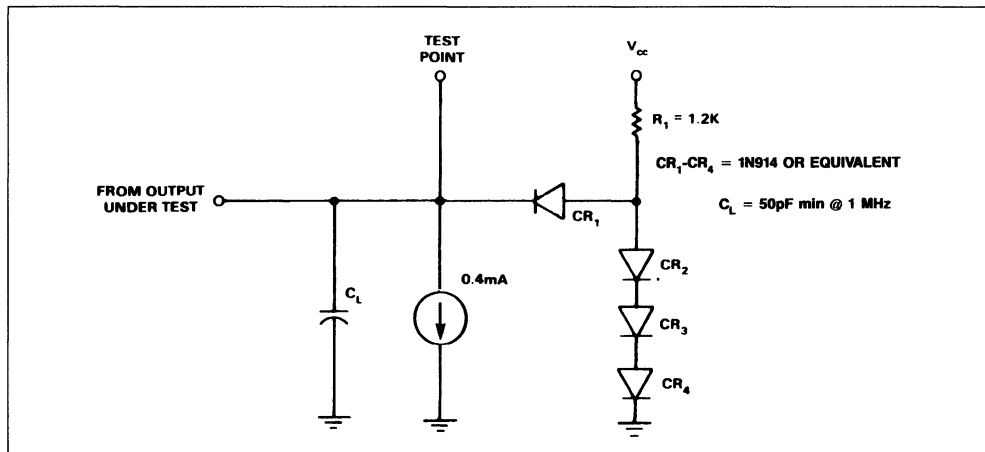 TEST
POINT
V_cc
R_1 = 1.2K
CR_1-CR_4 = 1N914 OR EQUIVALENT
C_L = 50pF min @ 1 MHz
FROM OUTPUT
UNDER TEST
CR_1
CR_2
0.4mA
C_L
CR_3
CR_4